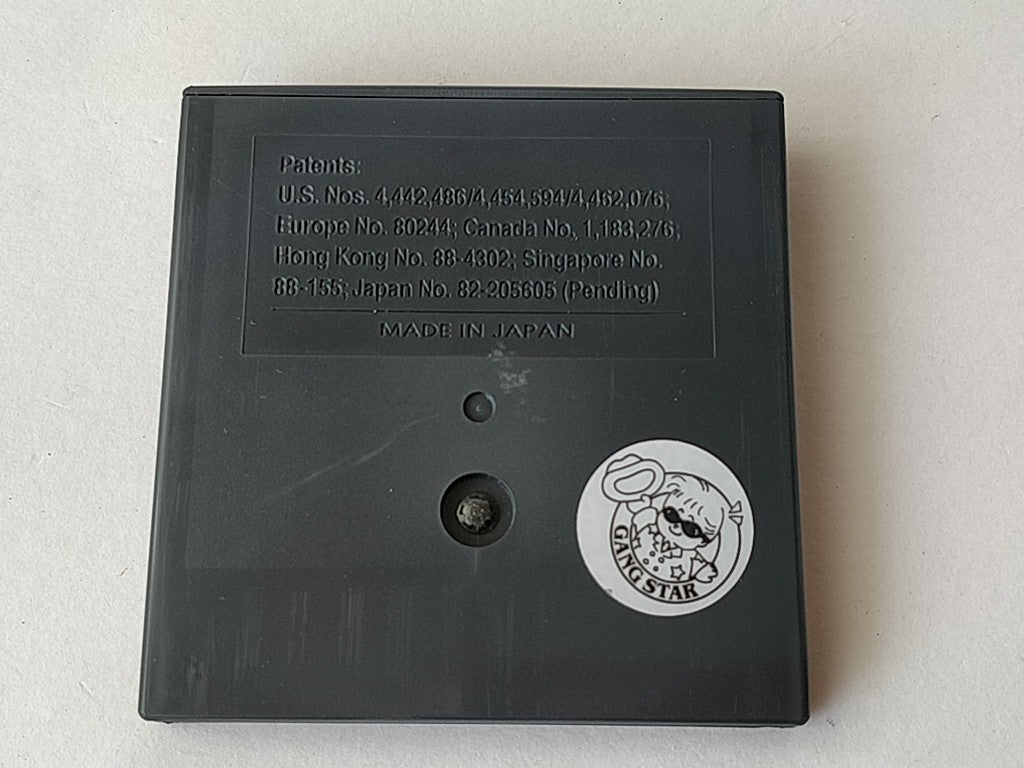 Patents:
U.S. Nos. 4,442,486/4,454,594/4,462,076;
Europe No. 80244; Canada No., 1,183,276;
Hong Kong No. 88-4302; Singapore No.
88-155; Japan No. 82-205605 (Pending)
MADE IN JAPAN
GANG STAR